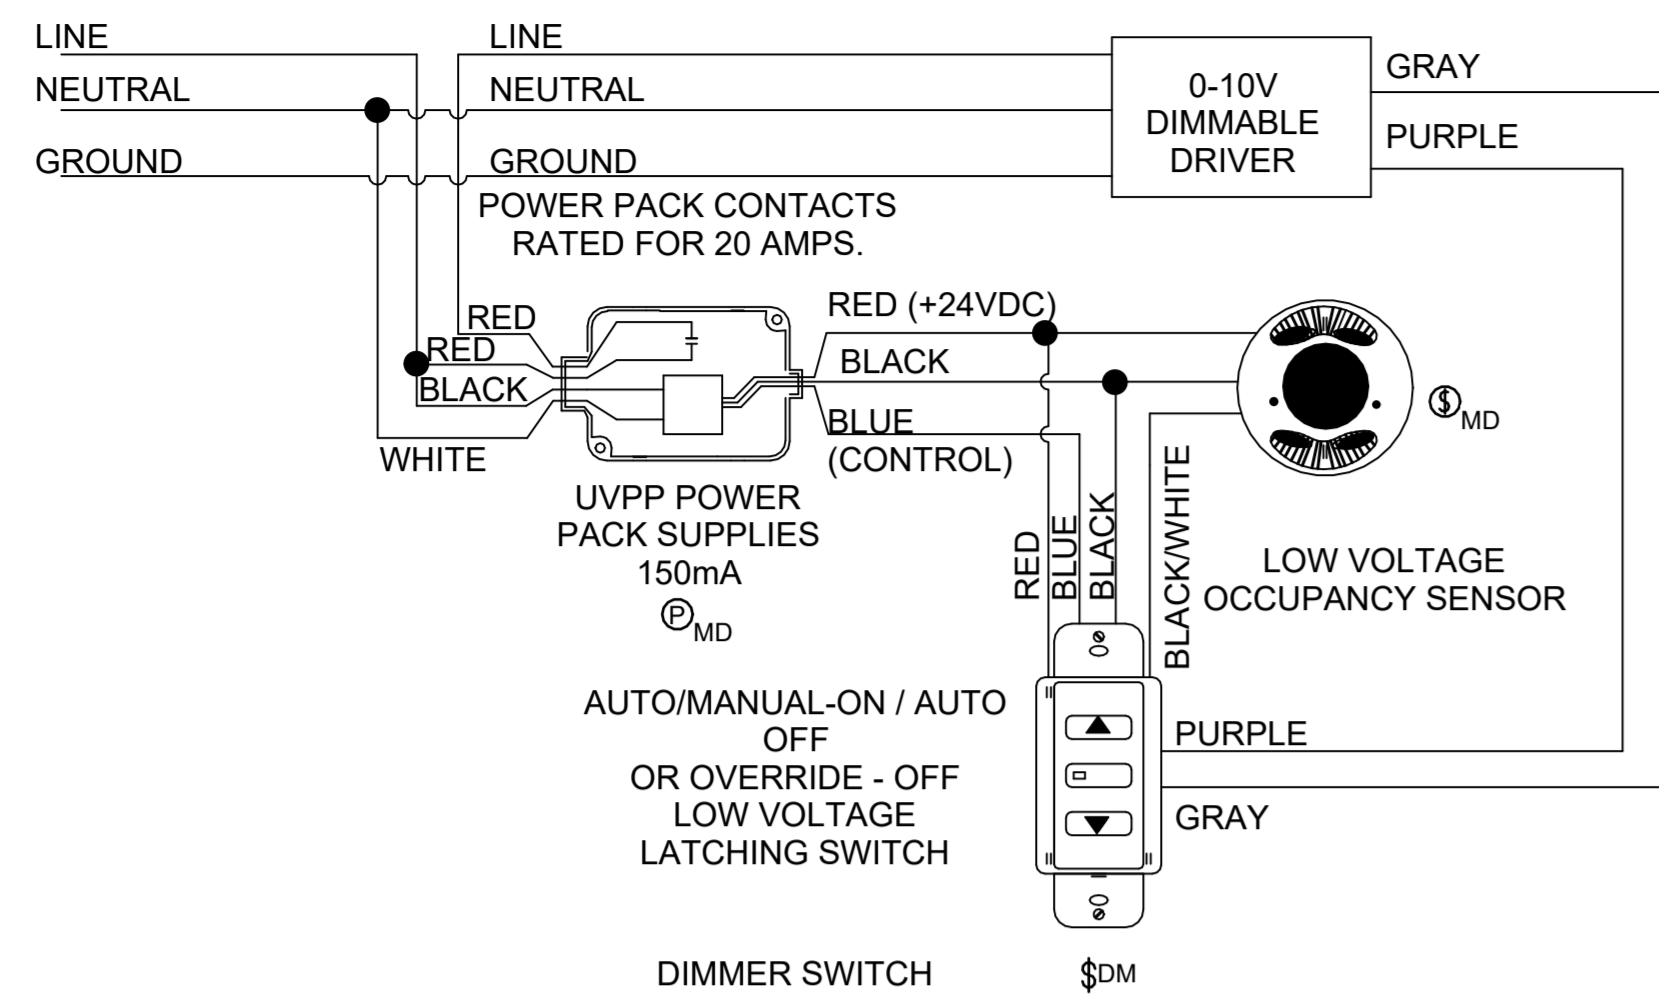 LINE
LINE
NEUTRAL
NEUTRAL
GROUND
GROUND
0-10V
DIMMABLE
DRIVER
GRAY
PURPLE
POWER PACK CONTACTS
RATED FOR 20 AMPS.
RED
RED
BLACK
WHITE
RED (+24VDC)
BLACK
BLUE
(CONTROL)
UVPP POWER
PACK SUPPLIES
150mA
P MD
RED
BLUE
BLACK
BLACK/WHITE
$ MD
LOW VOLTAGE
OCCUPANCY SENSOR
AUTO/MANUAL-ON / AUTO
OFF
OR OVERRIDE - OFF
LOW VOLTAGE
LATCHING SWITCH
PURPLE
GRAY
DIMMER SWITCH
$DM